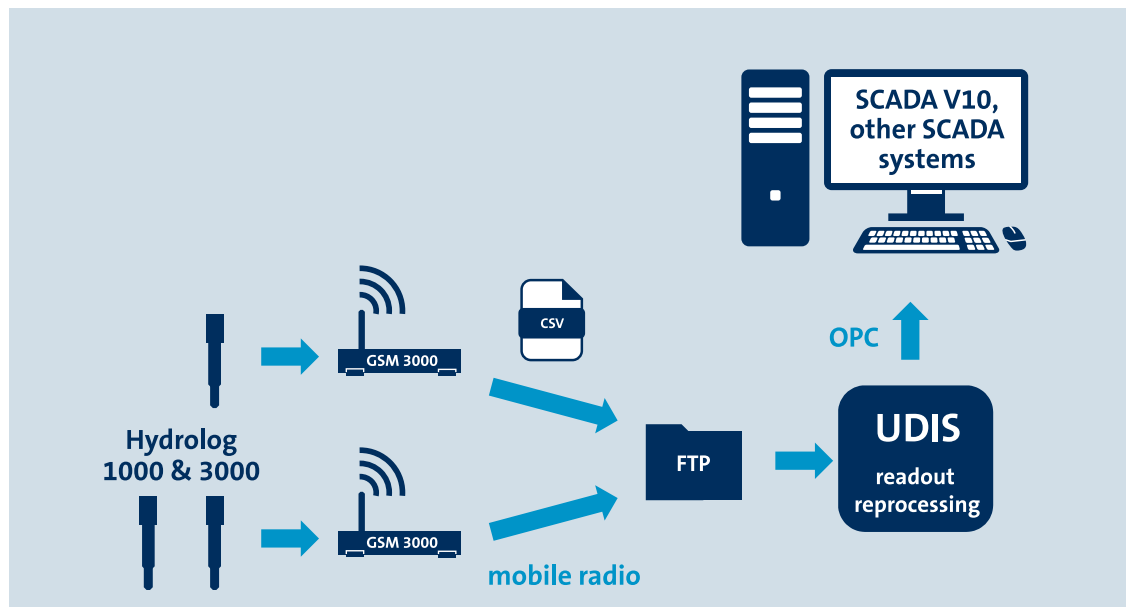 SCADA V10,
other SCADA
systems
CSV
OPC
GSM 3000
Hydrolog
1000 & 3000
FTP
UDIS
readout
reprocessing
GSM 3000
mobile radio